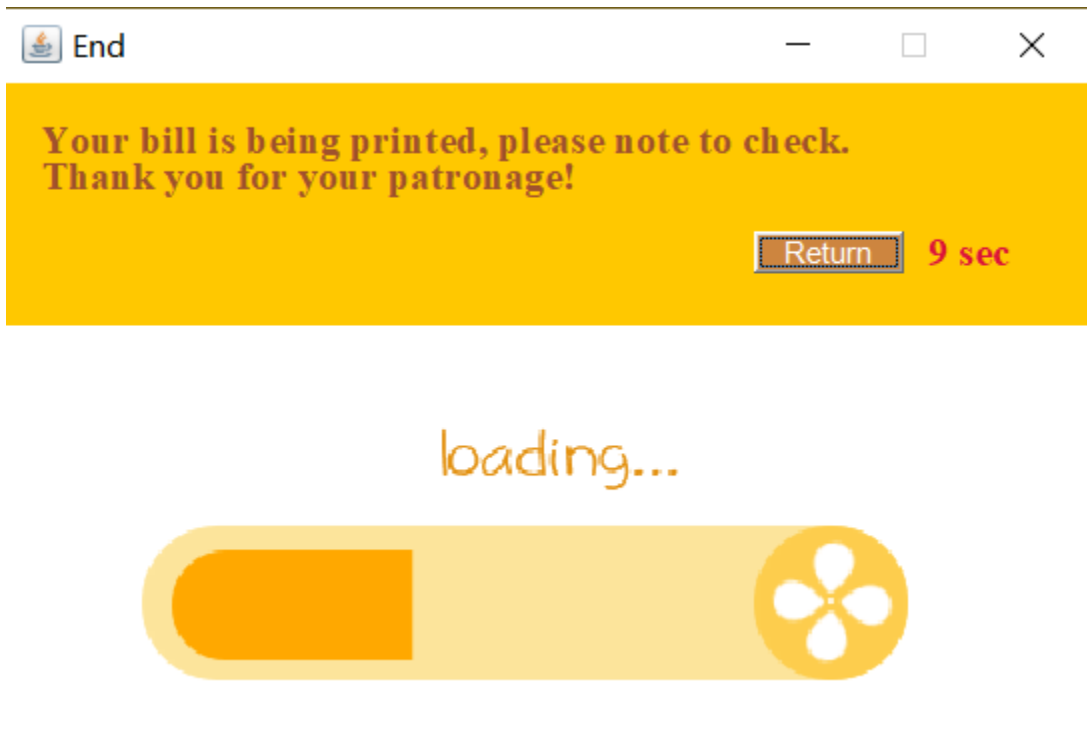 End
Your bill is being printed, please note to check.
Thank you for your patronage!
Return 9 sec
loading...